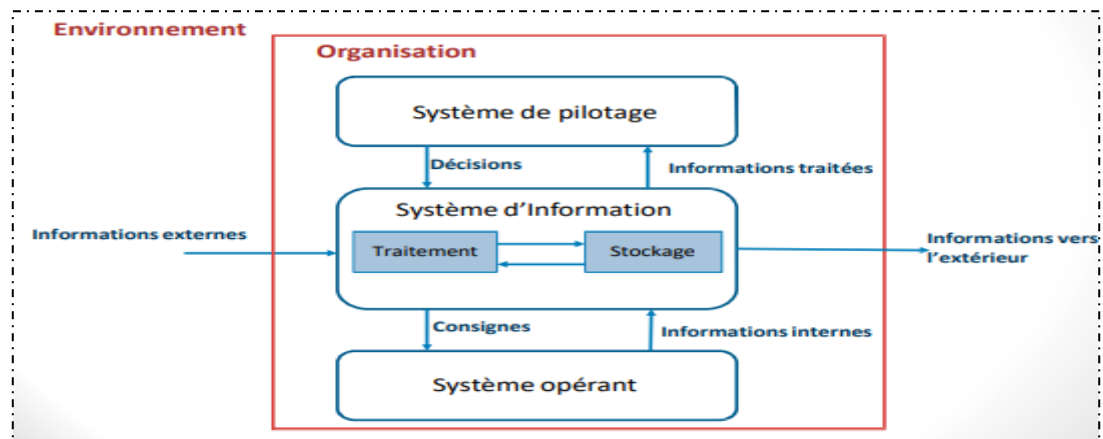 Environnement
Organisation
Système de pilotage
Décisions
Informations traitées
Système d'Information
Informations externes
Traitement
Stockage
Informations vers
l'extérieur
Consignes
Informations internes
Système opérant